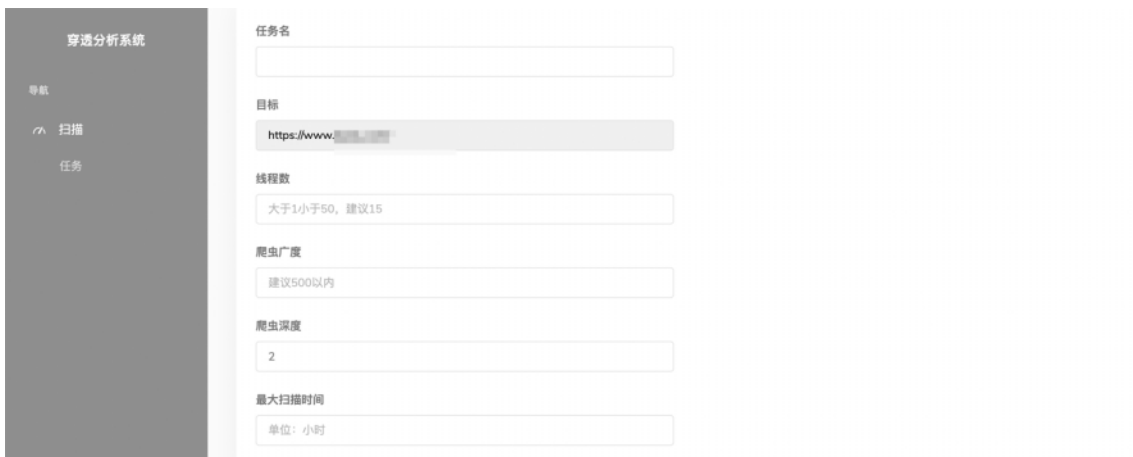 穿透分析系统
导航
扫描
任务
任务名
目标
https://www.
线程数
大于1小于50，建议15
爬虫广度
建议500以内
爬虫深度
2
最大扫描时间
单位：小时